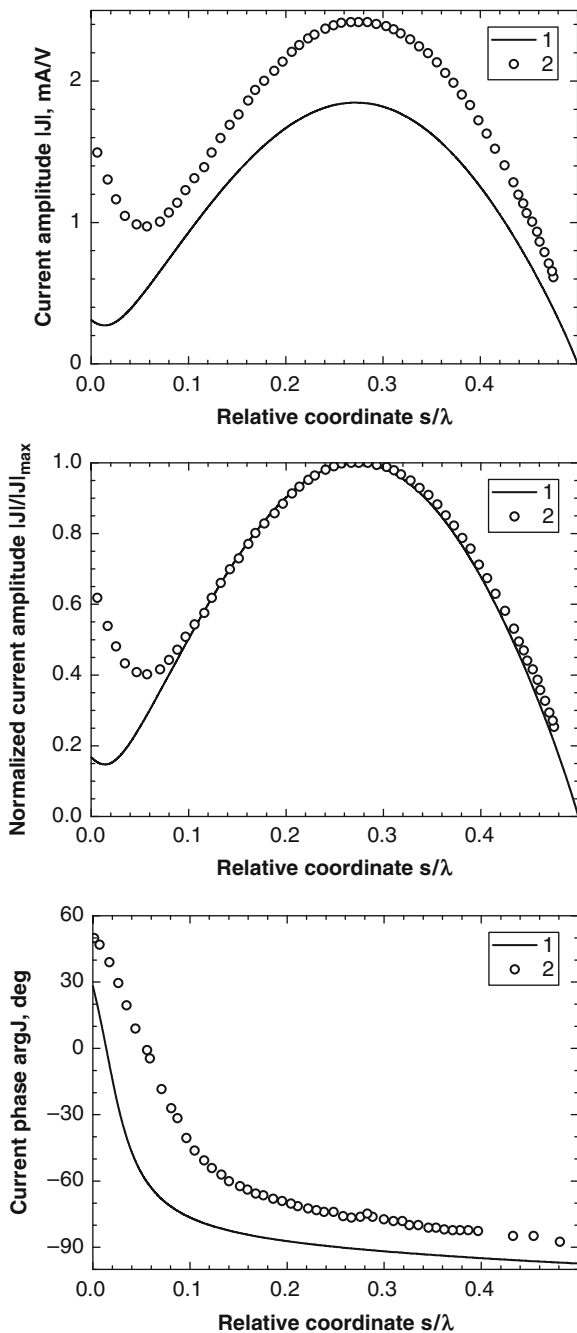 Current amplitude |J|, mA/V
2
1
0
1
2
0.0 0.1 0.2 0.3 0.4
Relative coordinate s/λ
Normalized current amplitude |J|/|J|max
1.0
0.8
0.6
0.4
0.2
0.0
1
2
0.0 0.1 0.2 0.3 0.4
Relative coordinate s/λ
Current phase argJ, deg
60
30
0
−30
−60
−90
1
2
0.0 0.1 0.2 0.3 0.4
Relative coordinate s/λ